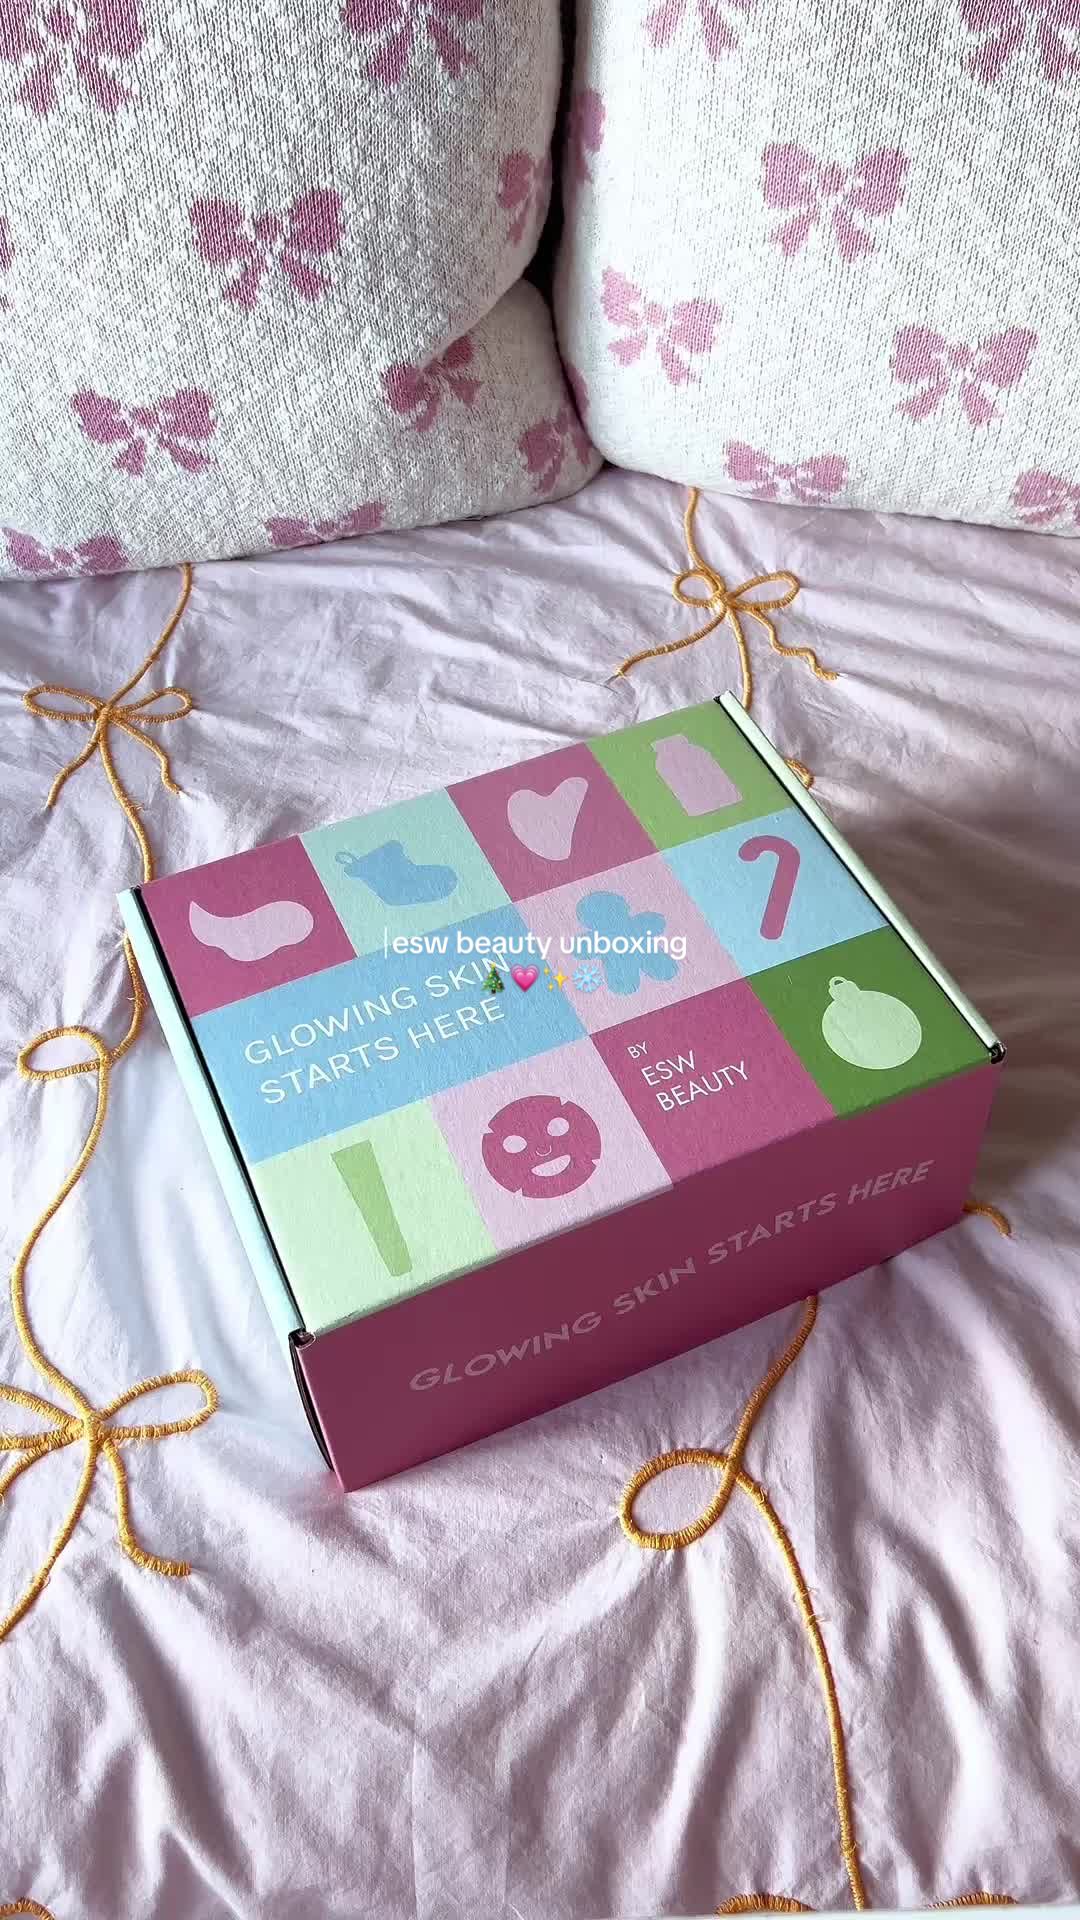 esw beauty unboxing
🎄💗✨❄️
GLOWING SKIN
STARTS HERE
BY
ESW
BEAUTY
GLOWING SKIN STARTS HERE